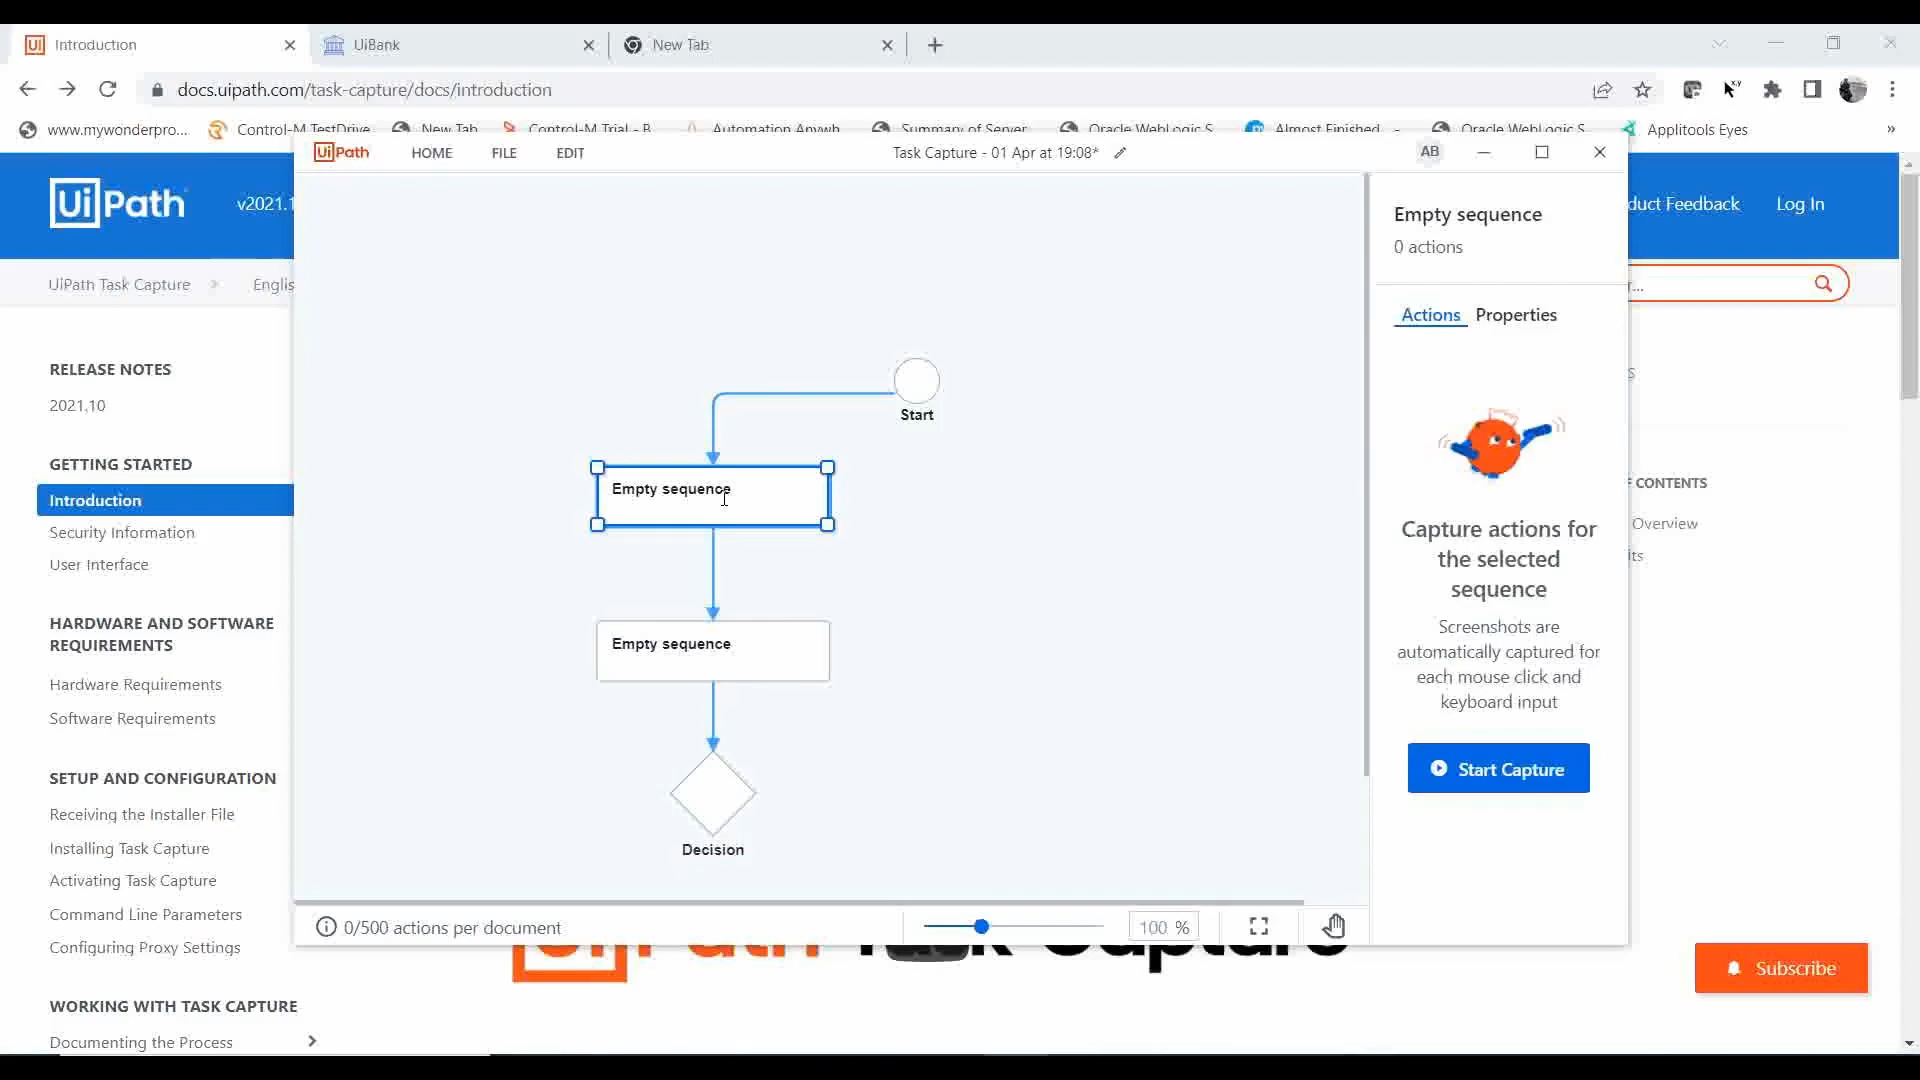 Introduction
UiBank
New Tab
docs.uipath.com/task-capture/docs/introduction
www.mywonderpro...
Control-M TestDrive
New Tab
Control-M Trial - B
Automation Anywh
Summary of Server
Oracle WebLogic S
Almost Finished
Oracle WebLogic S
Applitools Eyes
»
UiPath
HOME
FILE
EDIT
Task Capture - 01 Apr at 19:08*
AB
UiPath
v2021.1
duct Feedback
Log In
UiPath Task Capture
Englis
r...
RELEASE NOTES
2021.10
GETTING STARTED
Introduction
Security Information
User Interface
HARDWARE AND SOFTWARE
REQUIREMENTS
Hardware Requirements
Software Requirements
SETUP AND CONFIGURATION
Receiving the Installer File
Installing Task Capture
Activating Task Capture
Command Line Parameters
Configuring Proxy Settings
WORKING WITH TASK CAPTURE
Documenting the Process
Start
Empty sequence
Empty sequence
Decision
0/500 actions per document
100 %
Empty sequence
0 actions
Actions
Properties
Capture actions for
the selected
sequence
Screenshots are
automatically captured for
each mouse click and
keyboard input
Start Capture
CONTENTS
Overview
its
UiPath Task Capture
Subscribe